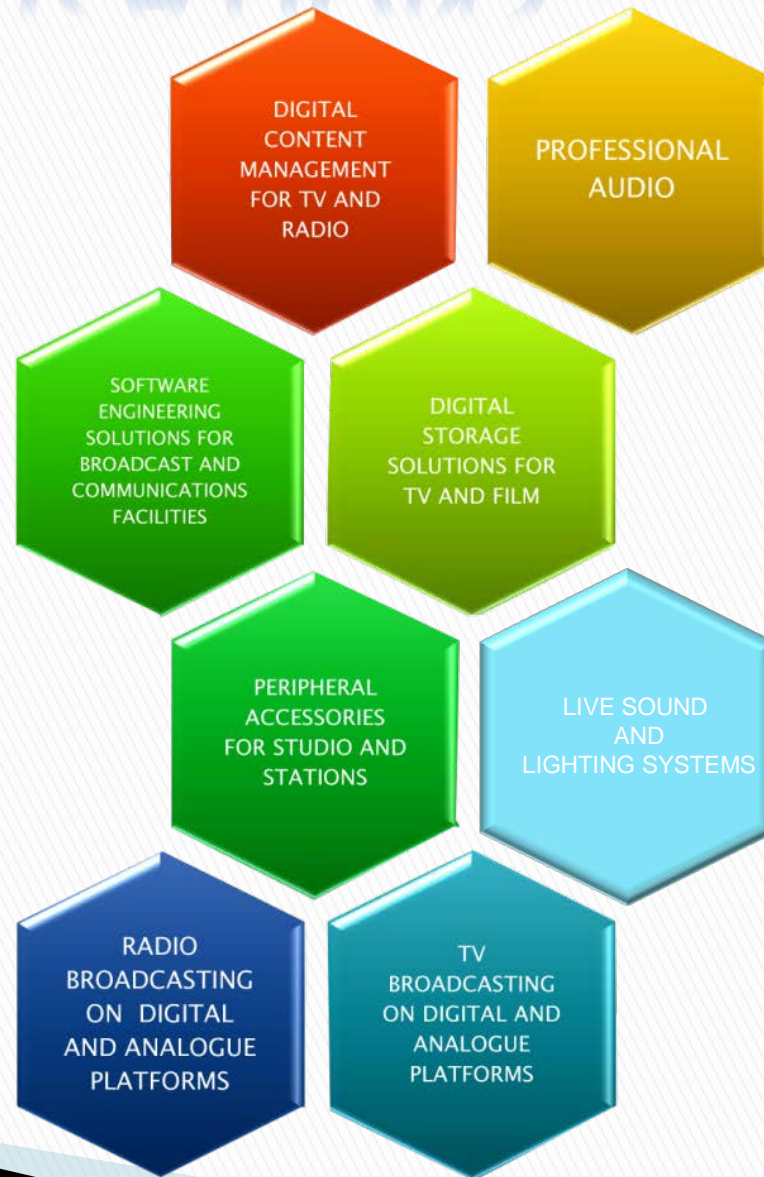 DIGITAL
CONTENT
MANAGEMENT
FOR TV AND
RADIO
PROFESSIONAL
AUDIO
SOFTWARE
ENGINEERING
SOLUTIONS FOR
BROADCAST AND
COMMUNICATIONS
FACILITIES
DIGITAL
STORAGE
SOLUTIONS FOR
TV AND FILM
PERIPHERAL
ACCESSORIES
FOR STUDIO AND
STATIONS
LIVE SOUND
AND
LIGHTING SYSTEMS
RADIO
BROADCASTING
ON DIGITAL
AND ANALOGUE
PLATFORMS
TV
BROADCASTING
ON DIGITAL AND
ANALOGUE
PLATFORMS